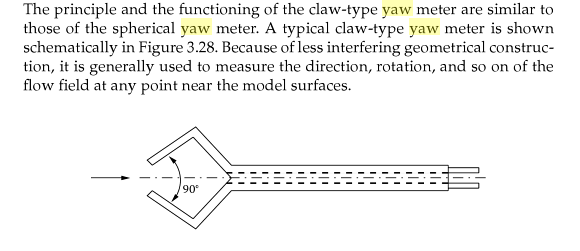 The principle and the functioning of the claw-type yaw meter are similar to
those of the spherical yaw meter. A typical claw-type yaw meter is shown
schematically in Figure 3.28. Because of less interfering geometrical construc-
tion, it is generally used to measure the direction, rotation, and so on of the
flow field at any point near the model surfaces.
90°